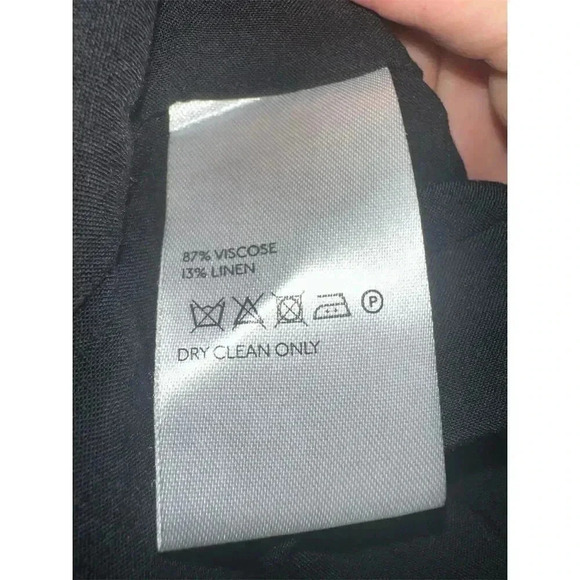 87% VISCOSE
13% LINEN
P
DRY CLEAN ONLY